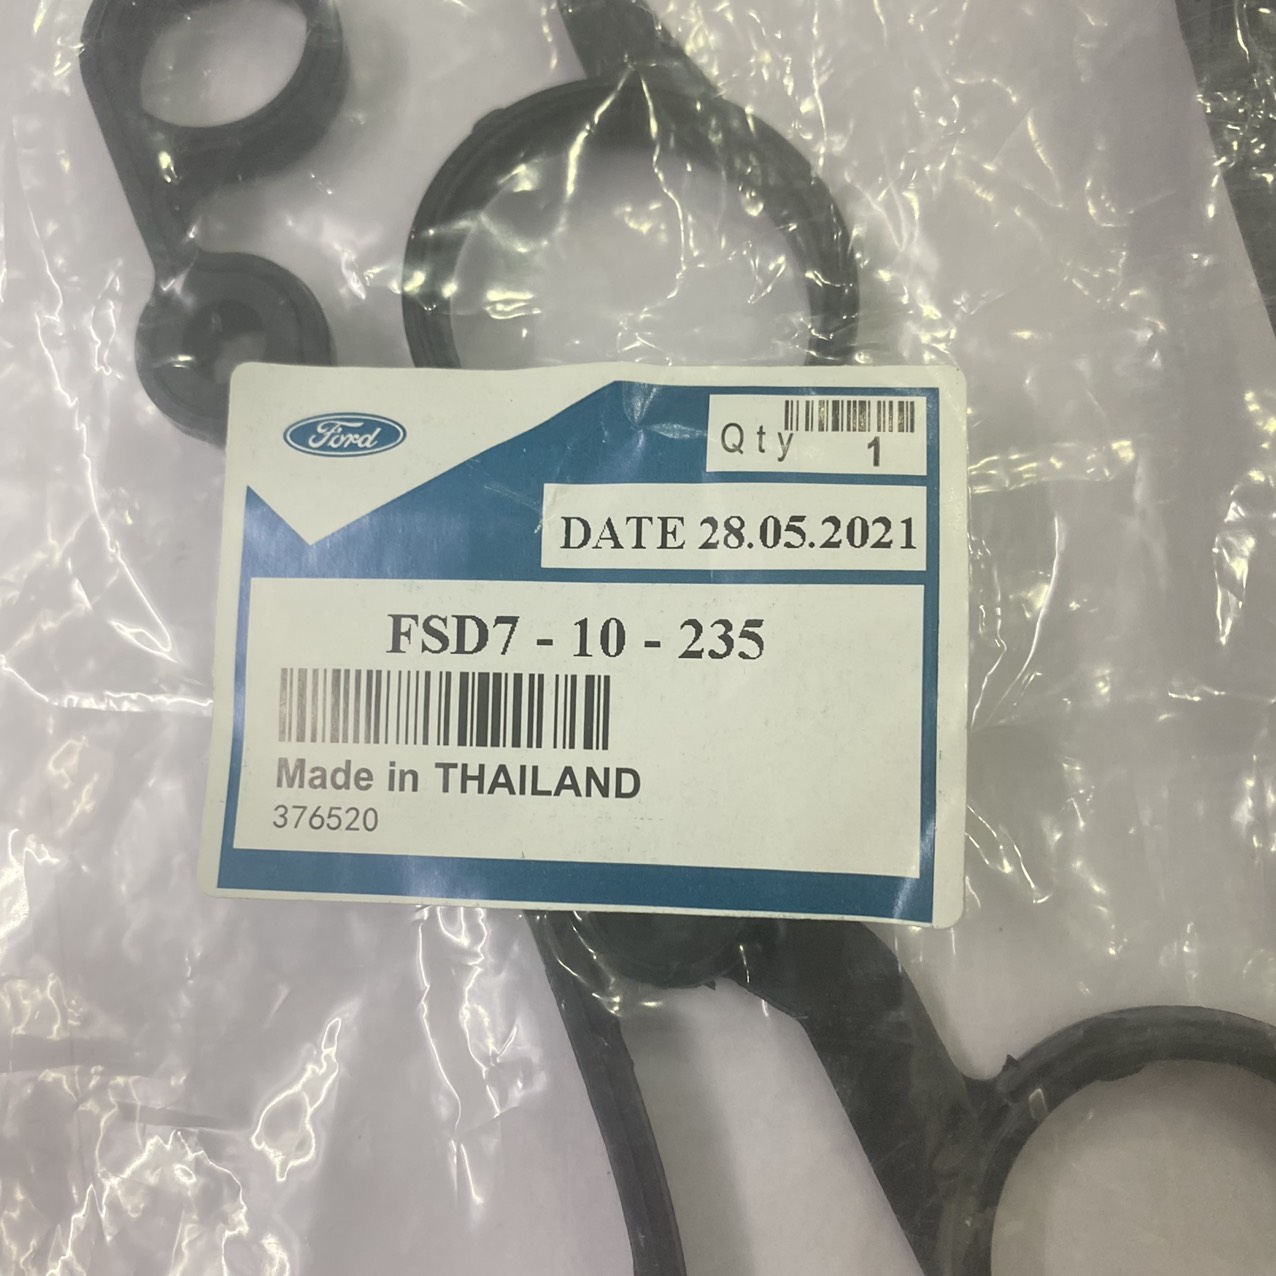 Ford
Qty 1
DATE 28.05.2021
FSD7 - 10 - 235
Made in THAILAND
376520